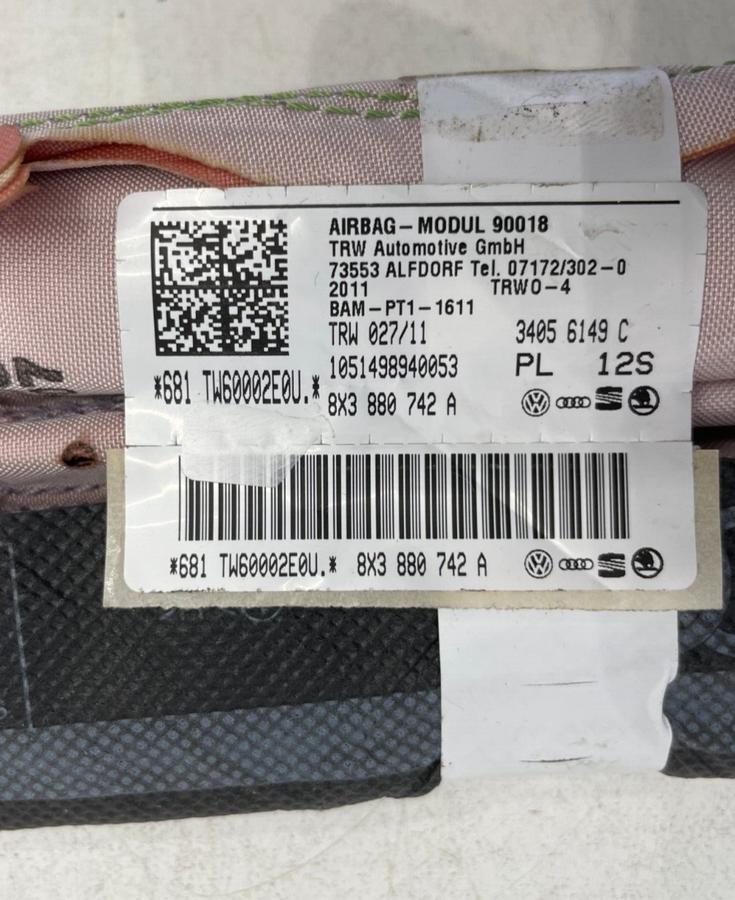 AIRBAG-MODUL 90018
TRW Automotive GmbH
73553 ALFDORF Tel. 07172/302-0
2011 TRWO-4
BAM-PT1-1611
TRW 027/11 3405 6149 C
1051498940053 PL 12S
*681 TW60002E0U.* 8X3 880 742 A
*681 TW60002E0U.* 8X3 880 742 A